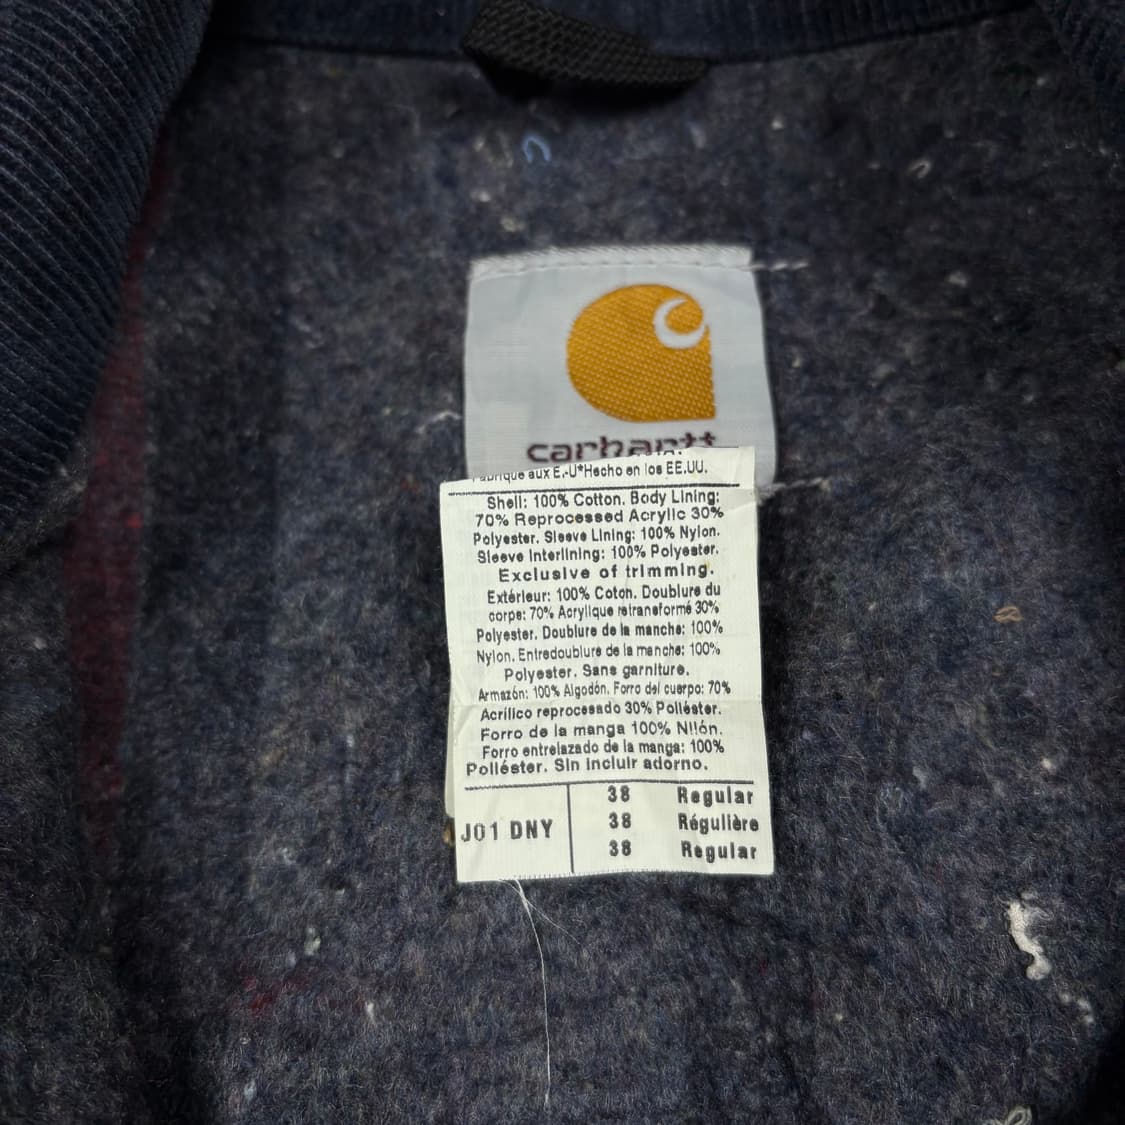 carhartt
Fabriqué aux E.-U*Hecho en los EE.UU.
Shell: 100% Cotton. Body Lining:
70% Reprocessed Acrylic 30%
Polyester. Sleeve Lining: 100% Nylon.
Sleeve Interlining: 100% Polyester.
Exclusive of trimming.
Extérieur: 100% Coton. Doublure du
corps: 70% Acrylique retransformé 30%
Polyester. Doublure de la manche: 100%
Nylon. Entredoublure de la manche: 100%
Polyester. Sans garniture.
Armazón: 100% Algodón. Forro del cuerpo: 70%
Acrílico reprocesado 30% Poliéster.
Forro de la manga 100% Nilón.
Forro entrelazado de la manga: 100%
Poliéster. Sin incluir adorno.
J01 DNY
38 Regular
38 Régulière
38 Regular